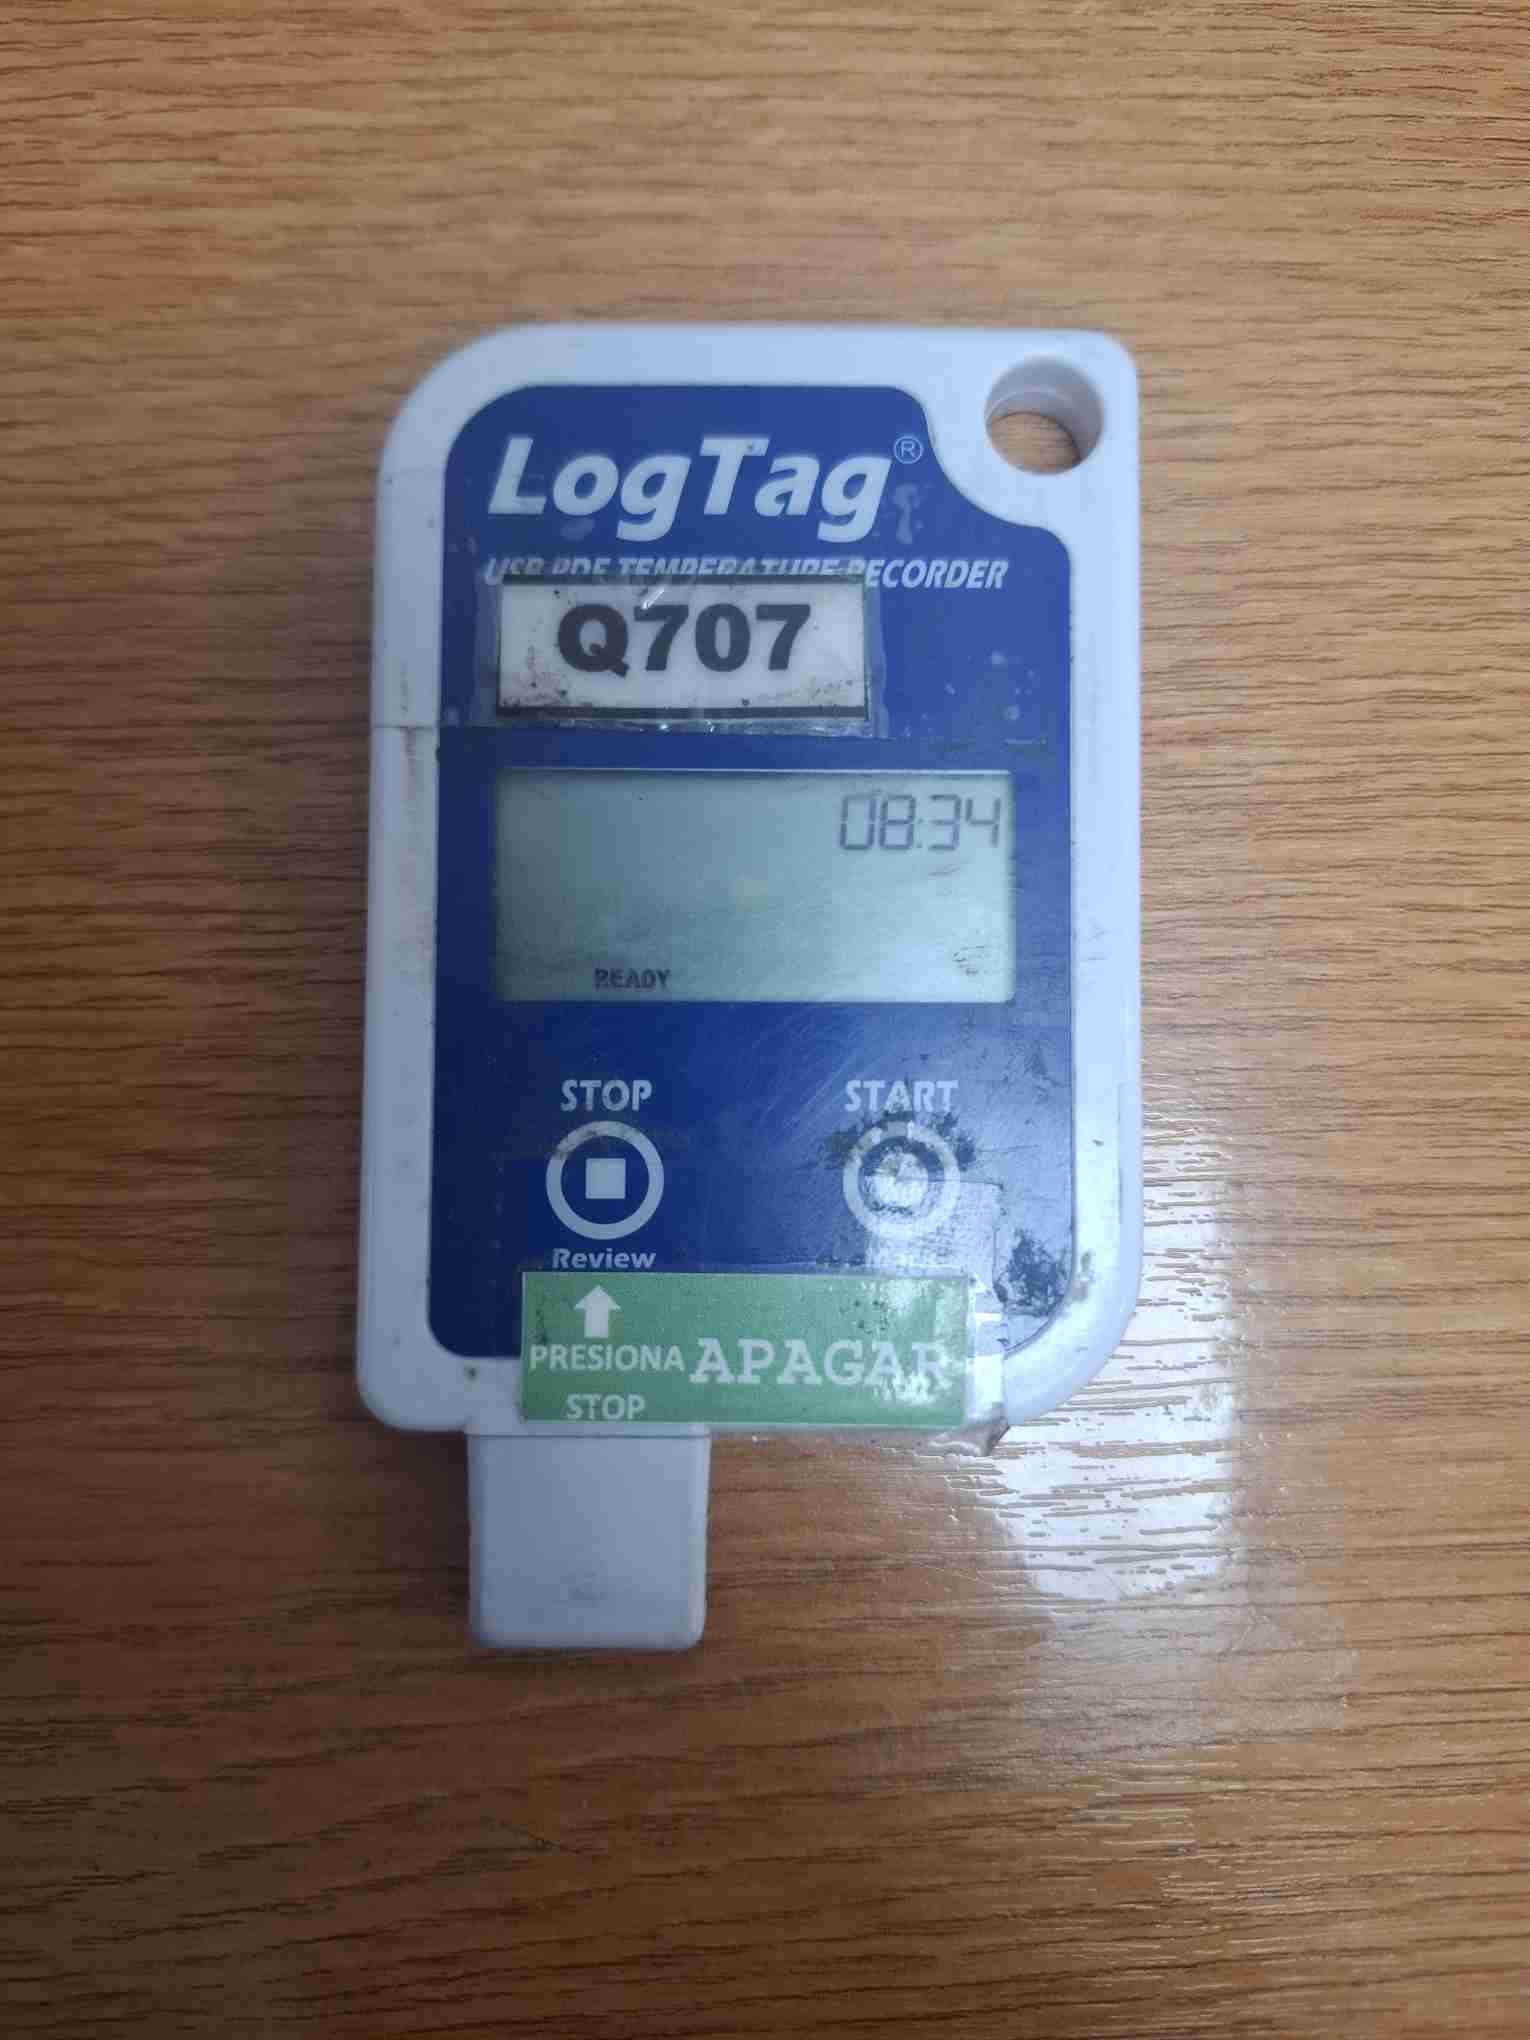 LogTag®
USB PDF TEMPERATURE RECORDER
Q707
08:34
READY
STOP START
Review
PRESIONA APAGAR
STOP